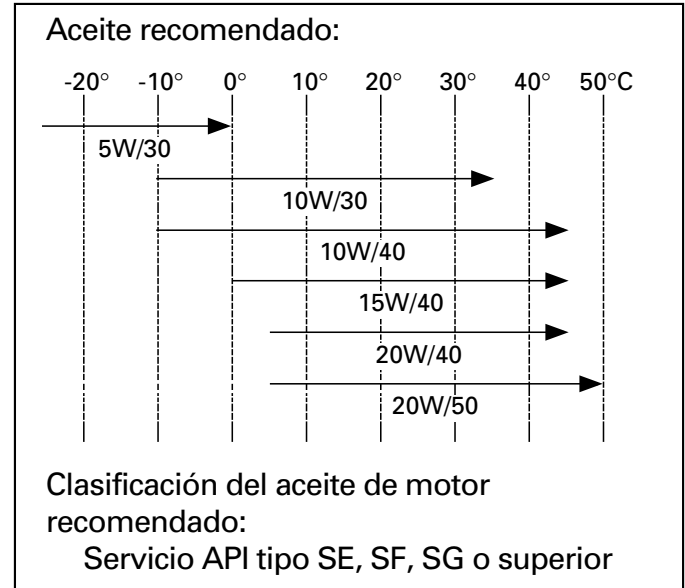 Aceite recomendado:
-20° -10° 0° 10° 20° 30° 40° 50°C
5W/30
10W/30
10W/40
15W/40
20W/40
20W/50
Clasificación del aceite de motor
recomendado:
Servicio API tipo SE, SF, SG o superior